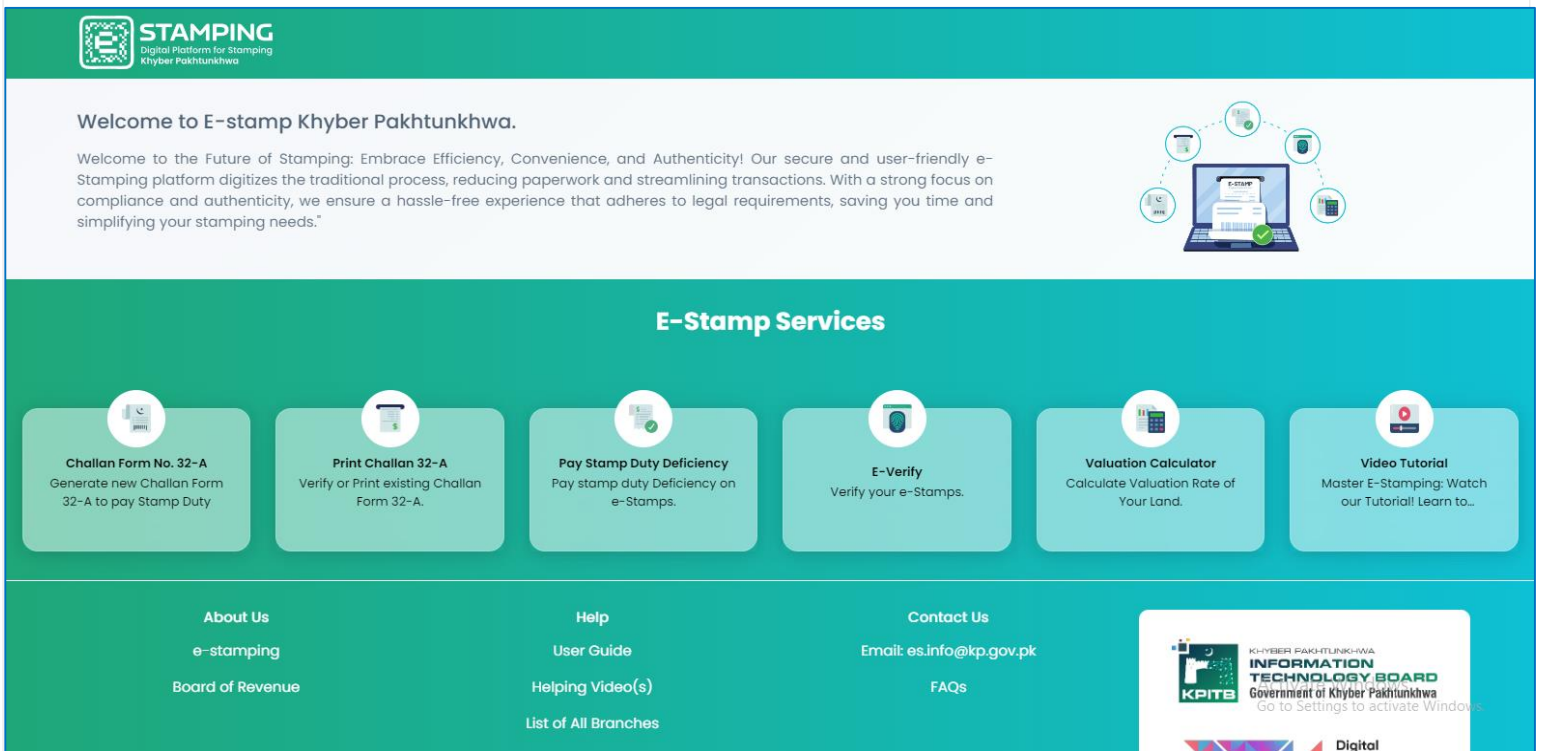 STAMPING
Digital Platform for Stamping
Khyber Pakhtunkhwa
Welcome to E-stamp Khyber Pakhtunkhwa.
Welcome to the Future of Stamping: Embrace Efficiency, Convenience, and Authenticity! Our secure and user-friendly e-
Stamping platform digitizes the traditional process, reducing paperwork and streamlining transactions. With a strong focus on
compliance and authenticity, we ensure a hassle-free experience that adheres to legal requirements, saving you time and
simplifying your stamping needs."
E-STAMP
E-Stamp Services
Challan Form No. 32-A
Generate new Challan Form
32-A to pay Stamp Duty
Print Challan 32-A
Verify or Print existing Challan
Form 32-A.
Pay Stamp Duty Deficiency
Pay stamp duty Deficiency on
e-Stamps.
E-Verify
Verify your e-Stamps.
Valuation Calculator
Calculate Valuation Rate of
Your Land.
Video Tutorial
Master E-Stamping: Watch
our Tutorial! Learn to...
About Us
e-stamping
Board of Revenue
Help
User Guide
Helping Video(s)
List of All Branches
Contact Us
Email: es.info@kp.gov.pk
FAQs
KPITB
KHYBER PAKHTUNKHWA
INFORMATION
TECHNOLOGY BOARD
Government of Khyber Pakhtunkhwa
Activate Windows
Go to Settings to activate Windows.
Digital